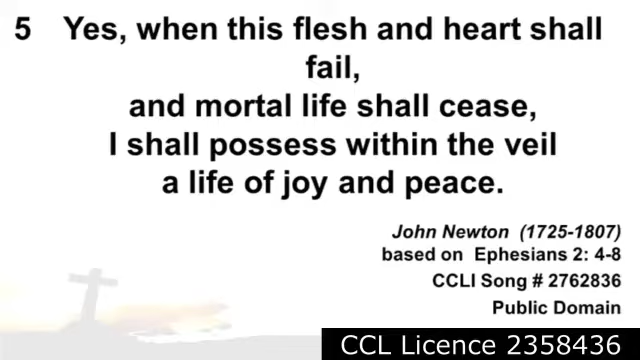 5 Yes, when this flesh and heart shall
fail,
and mortal life shall cease,
I shall possess within the veil
a life of joy and peace.
John Newton (1725-1807)
based on Ephesians 2: 4-8
CCLI Song # 2762836
Public Domain
CCL Licence 2358436